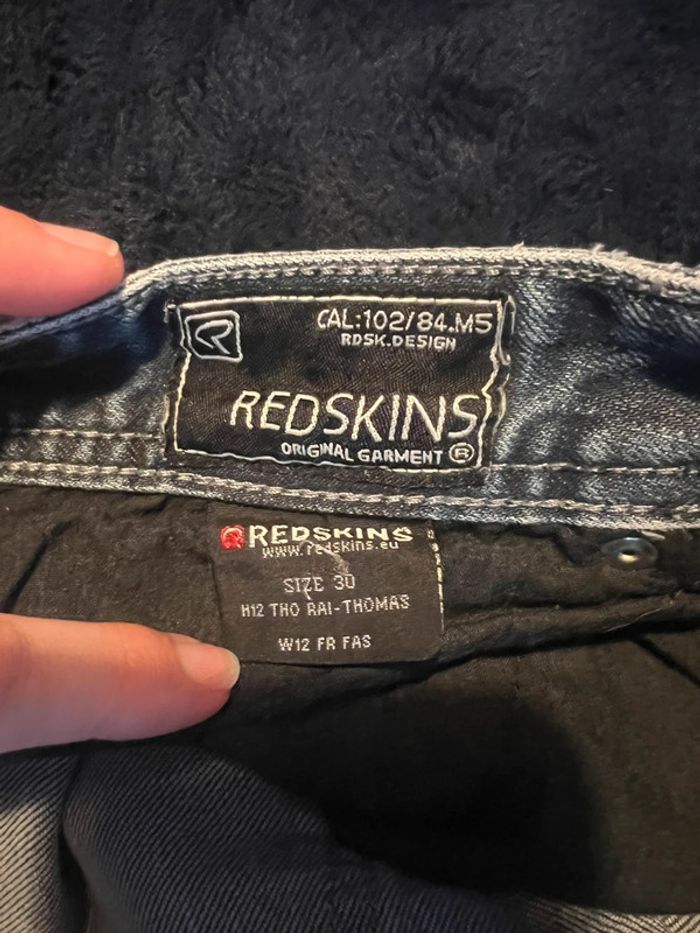 CAL:102/84.M5
RDSK.DESIGN
REDSKINS
ORIGINAL GARMENT ®
REDSKINS
www.redskins.eu
SIZE 30
H12 THO RAI-THOMAS
W12 FR FAS